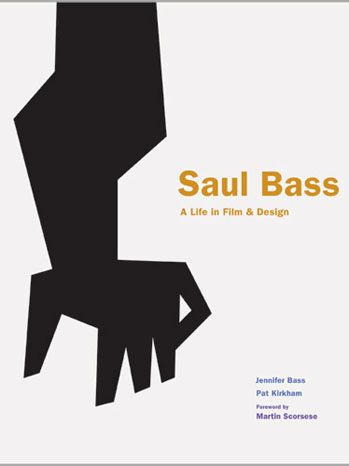 Saul Bass
A Life in Film & Design
Jennifer Bass
Pat Kirkham
Foreword by
Martin Scorsese